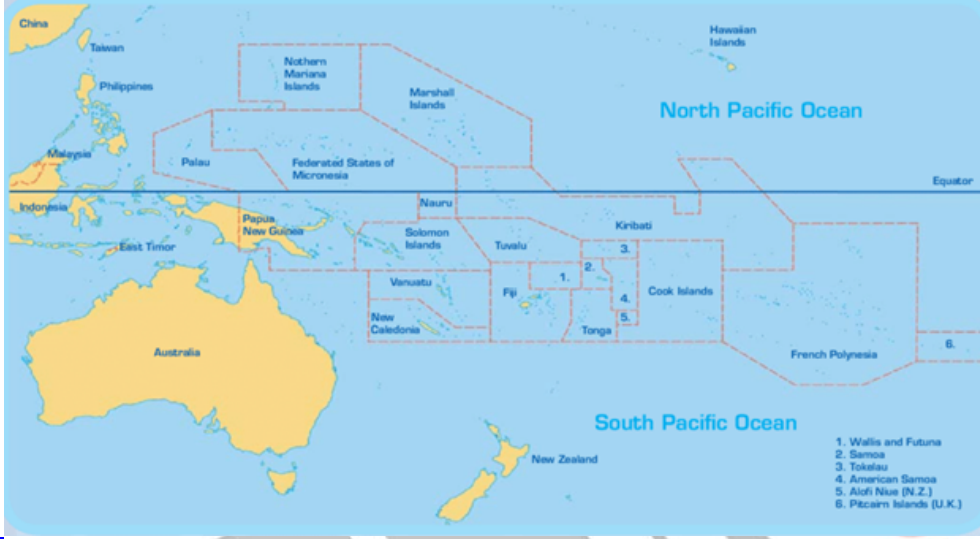 China
Taiwan
Philippines
Malaysia
Indonesia
East Timor
Australia
Palau
Nothern
Mariana
Islands
Marshall
Islands
Federated States of
Micronesia
Hawaiian
Islands
North Pacific Ocean
Equator
Papua
New Guinea
Nauru
Solomon
Islands
Kiribati
Tuvalu
Vanuatu
New
Caledonia
Fiji
1.
2.
3.
4.
5.
Tonga
Cook Islands
French Polynesia
6.
South Pacific Ocean
New Zealand
1. Wallis and Futuna
2. Samoa
3. Tokelau
4. American Samoa
5. Alofi Niue (N.Z.)
6. Pitcairn Islands (U.K.)